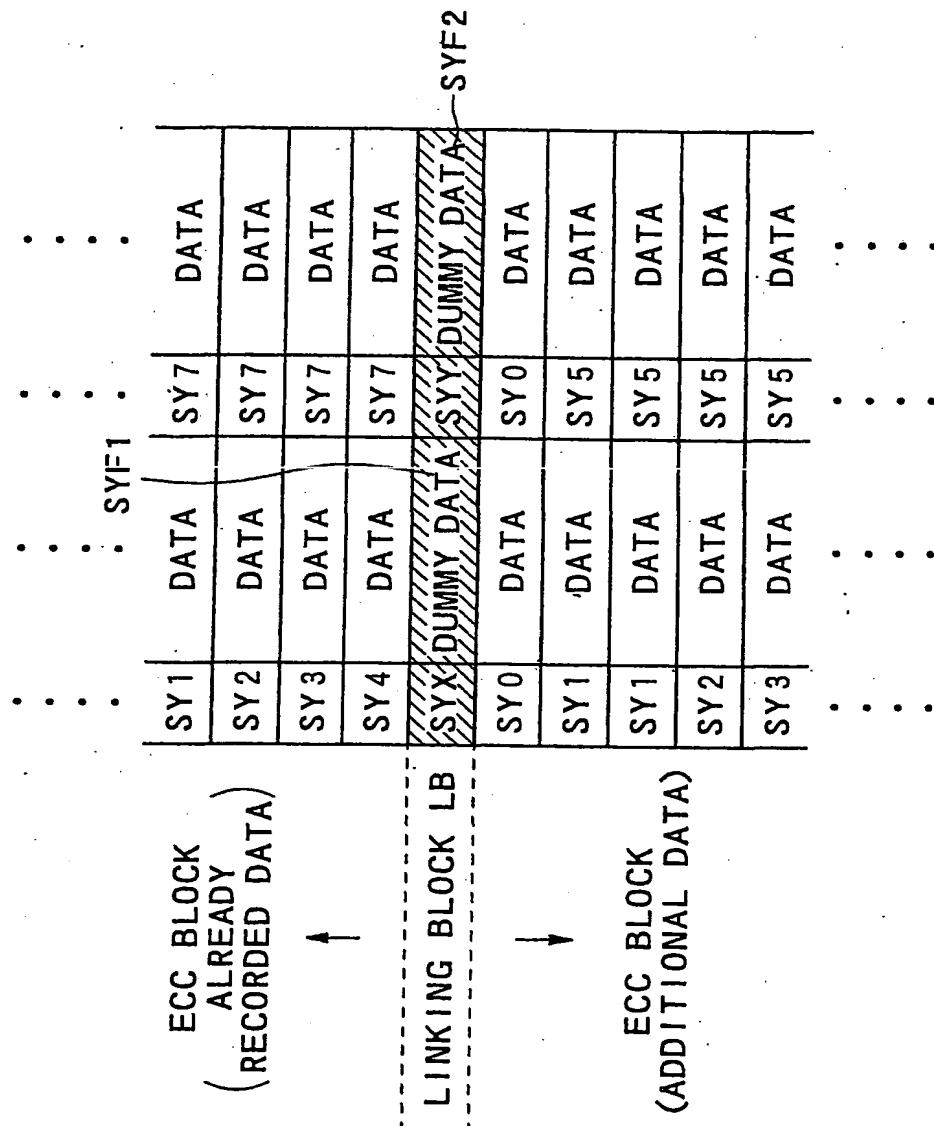 SYF1
ECC BLOCK
ALREADY
(RECORDED DATA)
SY1 DATA SY7 DATA
SY2 DATA SY7 DATA
SY3 DATA SY7 DATA
SY4 DATA SY7 DATA
LINKING BLOCK LB SYX DUMMY DATA SYY DUMMY DATA SYF2
SY0 DATA SY0 DATA
SY1 DATA SY5 DATA
SY1 DATA SY5 DATA
SY2 DATA SY5 DATA
SY3 DATA SY5 DATA
ECC BLOCK
(ADDITIONAL DATA)